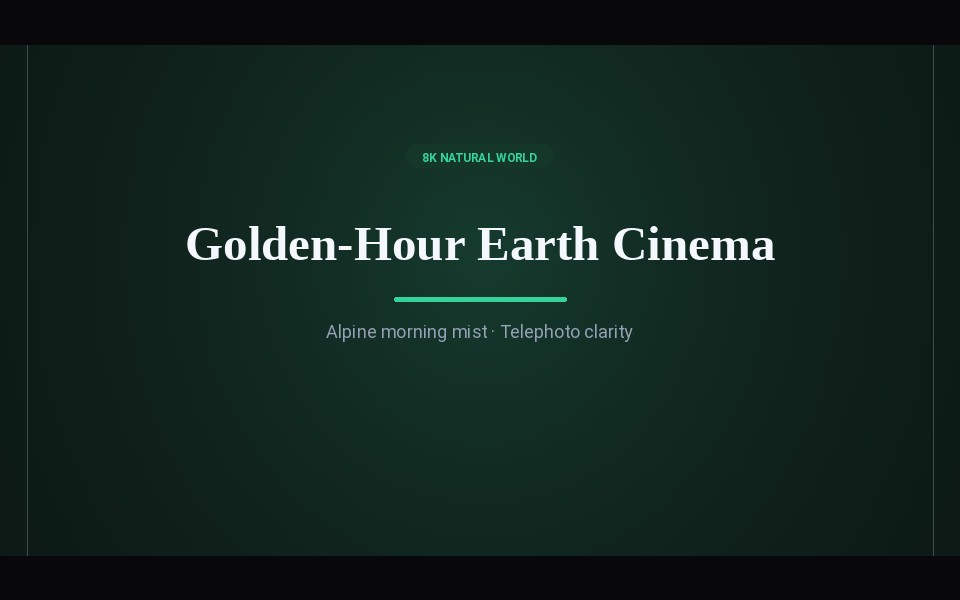 8K NATURAL WORLD
Golden-Hour Earth Cinema
Alpine morning mist · Telephoto clarity